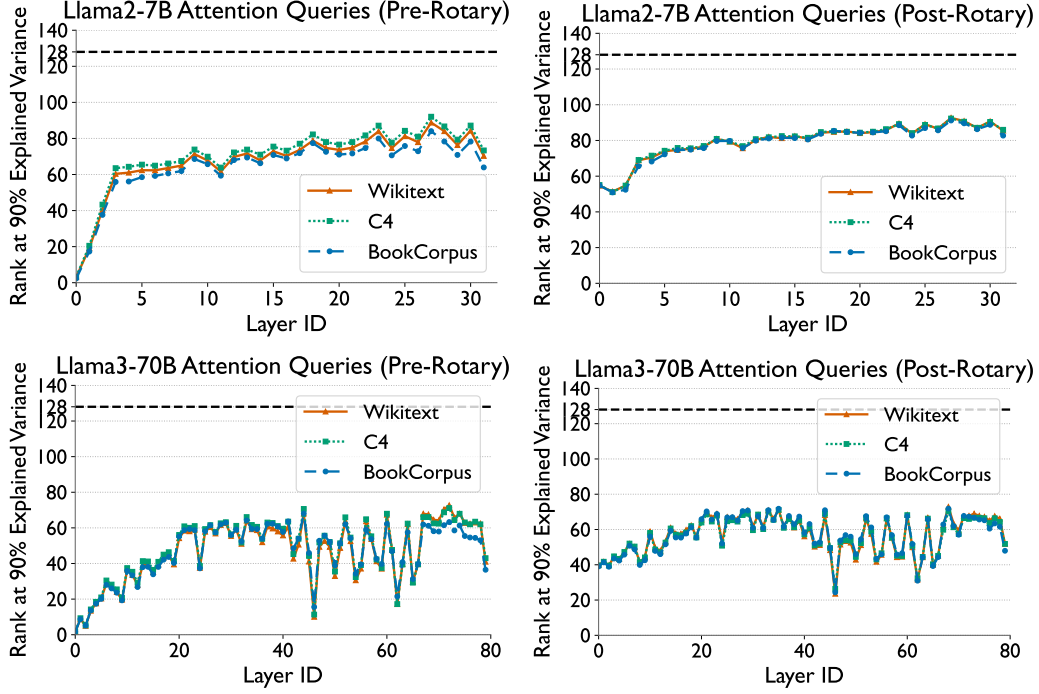 Llama2-7B Attention Queries (Pre-Rotary)
Rank at 90% Explained Variance
140
128
120
100
80
60
40
20
0
Wikitext
C4
BookCorpus
0 5 10 15 20 25 30
Layer ID
Llama2-7B Attention Queries (Post-Rotary)
Rank at 90% Explained Variance
140
128
120
100
80
60
40
20
0
Wikitext
C4
BookCorpus
0 5 10 15 20 25 30
Layer ID
Llama3-70B Attention Queries (Pre-Rotary)
Rank at 90% Explained Variance
140
128
120
100
80
60
40
20
0
Wikitext
C4
BookCorpus
0 20 40 60 80
Layer ID
Llama3-70B Attention Queries (Post-Rotary)
Rank at 90% Explained Variance
140
128
120
100
80
60
40
20
0
Wikitext
C4
BookCorpus
0 20 40 60 80
Layer ID